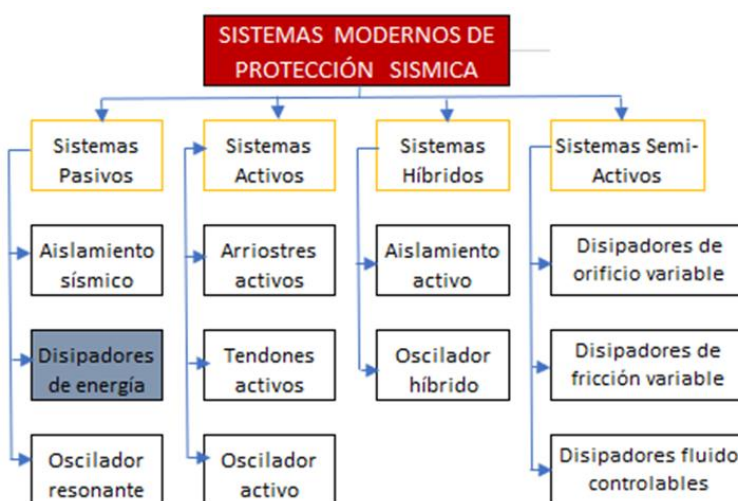 SISTEMAS MODERNOS DE
PROTECCIÓN SISMICA
Sistemas
Pasivos
Sistemas
Activos
Sistemas
Híbridos
Sistemas Semi-
Activos
Aislamiento
sísmico
Arriostres
activos
Aislamiento
activo
Disipadores de
orificio variable
Disipadores
de energía
Tendones
activos
Oscilador
híbrido
Disipadores de
fricción variable
Oscilador
resonante
Oscilador
activo
Disipadores fluido
controlables